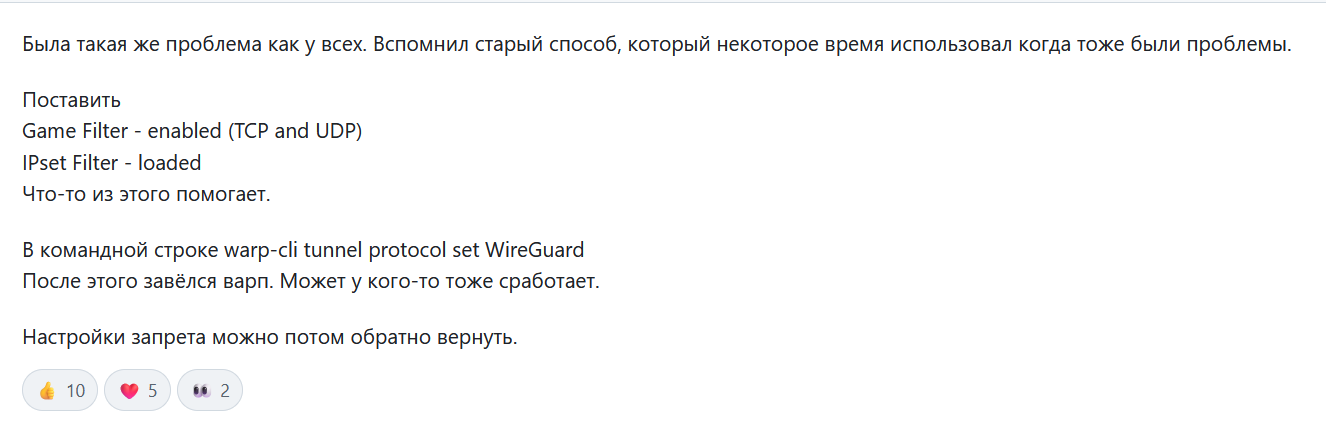 Была такая же проблема как у всех. Вспомнил старый способ, который некоторое время использовал когда тоже были проблемы.
Поставить
Game Filter - enabled (TCP and UDP)
IPset Filter - loaded
Что-то из этого помогает.
В командной строке warp-cli tunnel protocol set WireGuard
После этого завёлся варп. Может у кого-то тоже сработает.
Настройки запрета можно потом обратно вернуть.
👍 10 ❤️ 5 👀 2